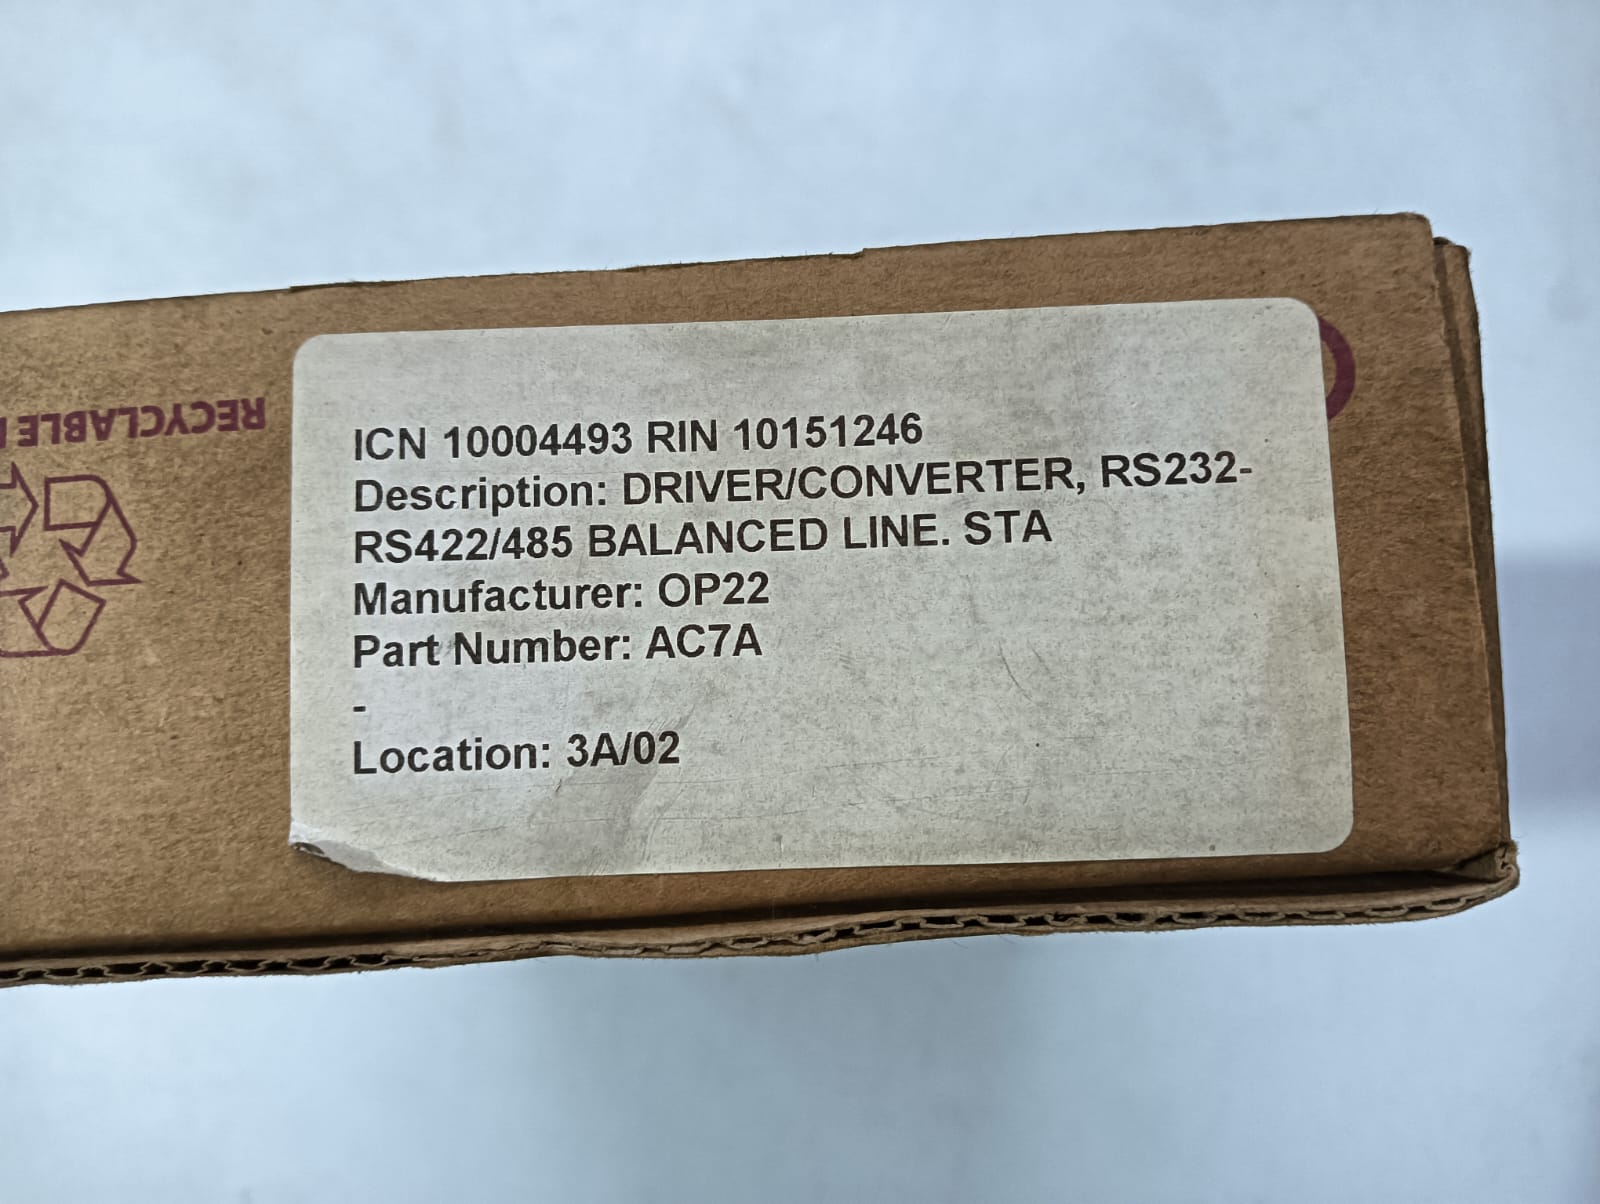 ICN 10004493 RIN 10151246
Description: DRIVER/CONVERTER, RS232-
RS422/485 BALANCED LINE. STA
Manufacturer: OP22
Part Number: AC7A
-
Location: 3A/02
RECYCLABLE